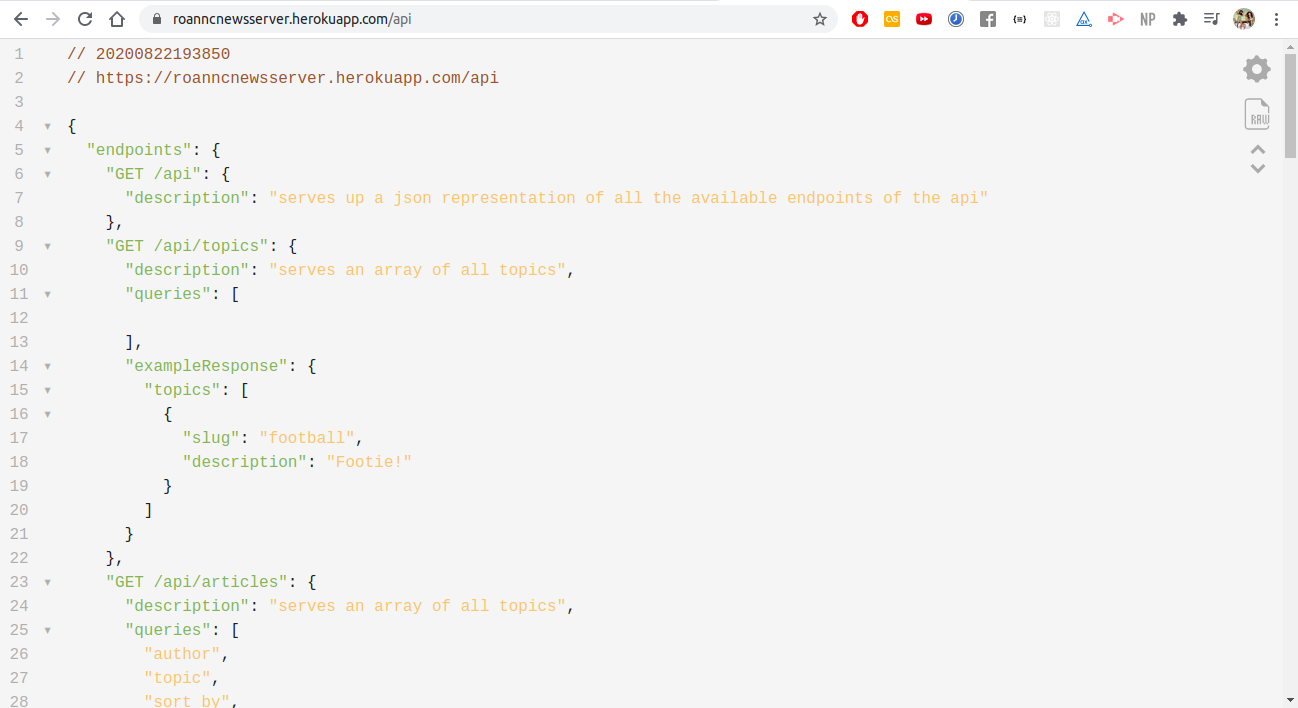 roanncnewsserver.herokuapp.com/api
NP
1 // 20200822193850
2 // https://roanncnewsserver.herokuapp.com/api
3
4 {
5 "endpoints": {
6 "GET /api": {
7 "description": "serves up a json representation of all the available endpoints of the api"
8 },
9 "GET /api/topics": {
10 "description": "serves an array of all topics",
11 "queries": [
12
13 ],
14 "exampleResponse": {
15 "topics": [
16 {
17 "slug": "football",
18 "description": "Footie!"
19 }
20 ]
21 }
22 },
23 "GET /api/articles": {
24 "description": "serves an array of all topics",
25 "queries": [
26 "author",
27 "topic",
28 "sort by",
RAW